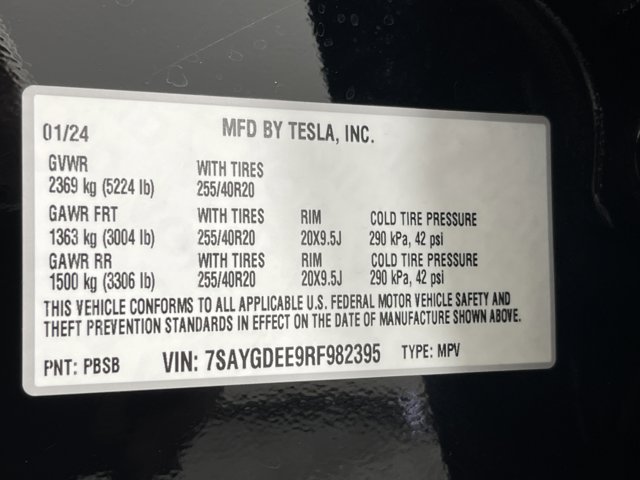 01/24 MFD BY TESLA, INC.
GVWR WITH TIRES
2369 kg (5224 lb) 255/40R20
GAWR FRT WITH TIRES RIM COLD TIRE PRESSURE
1363 kg (3004 lb) 255/40R20 20X9.5J 290 kPa, 42 psi
GAWR RR WITH TIRES RIM COLD TIRE PRESSURE
1500 kg (3306 lb) 255/40R20 20X9.5J 290 kPa, 42 psi
THIS VEHICLE CONFORMS TO ALL APPLICABLE U.S. FEDERAL MOTOR VEHICLE SAFETY AND
THEFT PREVENTION STANDARDS IN EFFECT ON THE DATE OF MANUFACTURE SHOWN ABOVE.
PNT: PBSB VIN: 7SAYGDEE9RF982395 TYPE: MPV